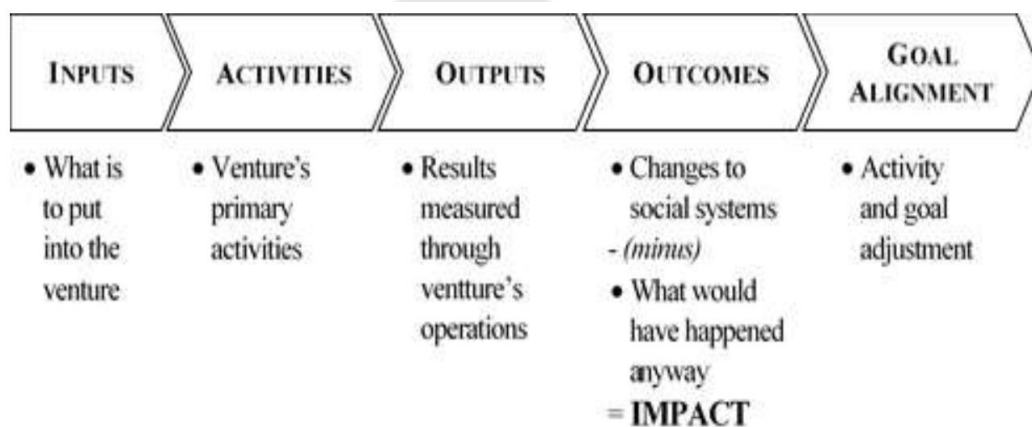 INPUTS
ACTIVITIES
OUTPUTS
OUTCOMES
GOAL
ALIGNMENT
• What is
to put
into the
venture
• Venture's
primary
activities
• Results
measured
through
ventture's
operations
• Changes to
social systems
- (minus)
• What would
have happened
anyway
= IMPACT
• Activity
and goal
adjustment